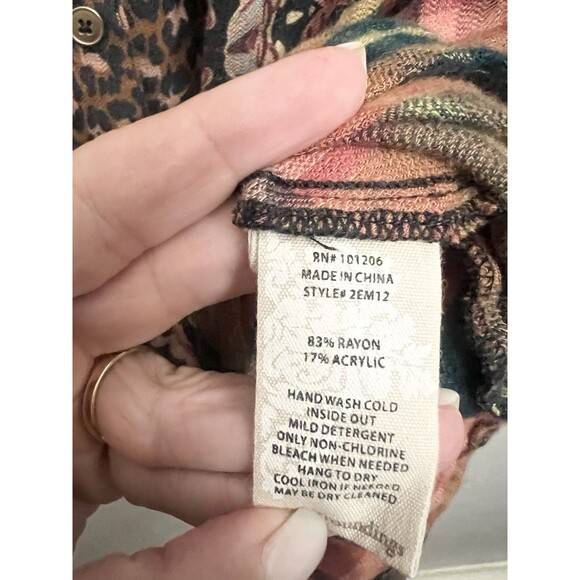 RN# 101206
MADE IN CHINA
STYLE# 2EM12
83% RAYON
17% ACRYLIC
HAND WASH COLD
INSIDE OUT
MILD DETERGENT
ONLY NON-CHLORINE
BLEACH WHEN NEEDED
HANG TO DRY
COOL IRON IF NEEDED
MAY BE DRY CLEANED